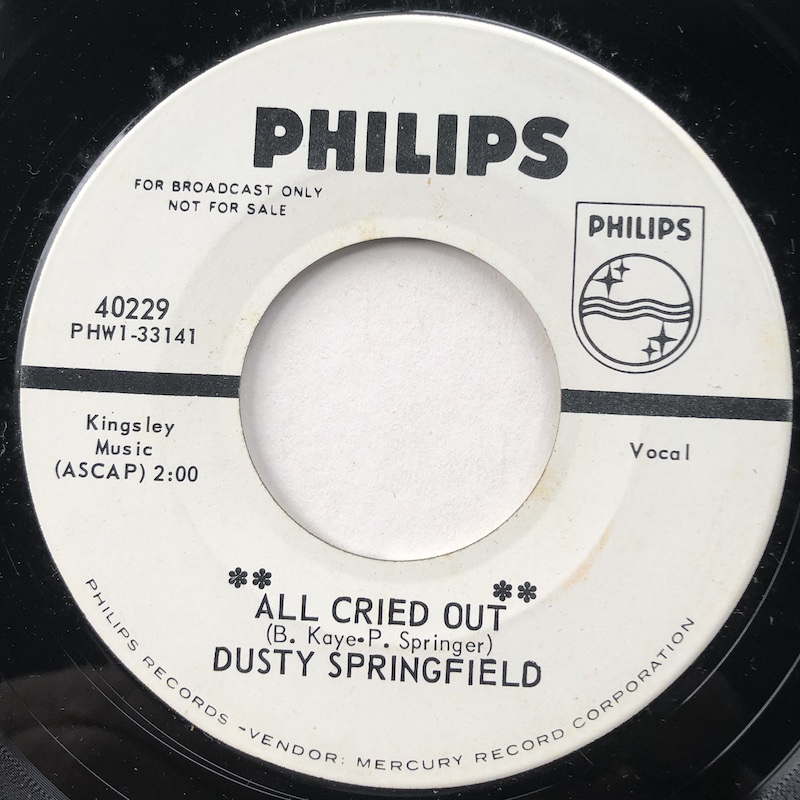 PHILIPS
FOR BROADCAST ONLY
NOT FOR SALE
PHILIPS
40229
PHW1-33141
Kingsley
Music
(ASCAP) 2:00
Vocal
** ALL CRIED OUT **
(B. Kaye•P. Springer)
DUSTY SPRINGFIELD
PHILIPS RECORDS -VENDOR: MERCURY RECORD CORPORATION